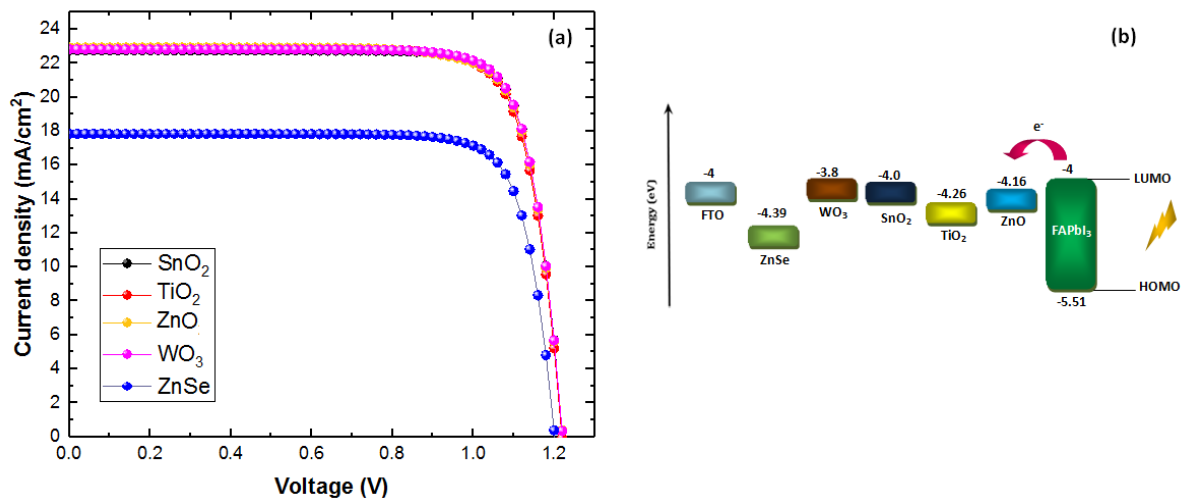 (a)
24
22
20
18
16
14
12
10
8
6
4
2
0
Current density (mA/cm²)
SnO₂
TiO₂
ZnO
WO₃
ZnSe
0.0 0.2 0.4 0.6 0.8 1.0 1.2
Voltage (V)
(b)
Energy (eV)
e⁻
-4
FTO
-4.39
ZnSe
-3.8
WO₃
-4.0
SnO₂
-4.26
TiO₂
-4.16
ZnO
-4
LUMO
FAPbI₃
HOMO
-5.51